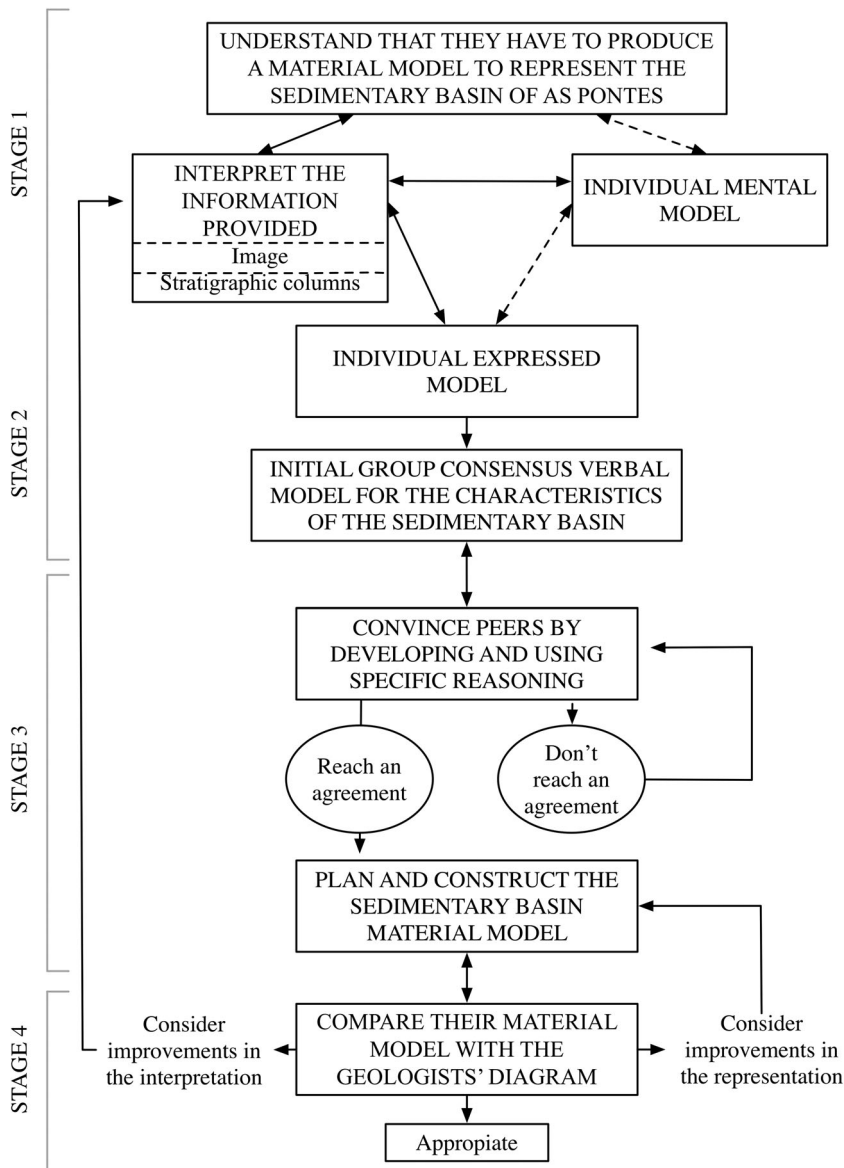 STAGE 1
UNDERSTAND THAT THEY HAVE TO PRODUCE
A MATERIAL MODEL TO REPRESENT THE
SEDIMENTARY BASIN OF AS PONTES
INTERPRET THE
INFORMATION
PROVIDED
Image
Stratigraphic columns
INDIVIDUAL MENTAL
MODEL
STAGE 2
INDIVIDUAL EXPRESSED
MODEL
INITIAL GROUP CONSENSUS VERBAL
MODEL FOR THE CHARACTERISTICS
OF THE SEDIMENTARY BASIN
STAGE 3
CONVINCE PEERS BY
DEVELOPING AND USING
SPECIFIC REASONING
Reach an
agreement
Don't
reach an
agreement
PLAN AND CONSTRUCT THE
SEDIMENTARY BASIN
MATERIAL MODEL
STAGE 4
Consider
improvements in
the interpretation
COMPARE THEIR MATERIAL
MODEL WITH THE
GEOLOGISTS' DIAGRAM
Consider
improvements in
the representation
Appropiate